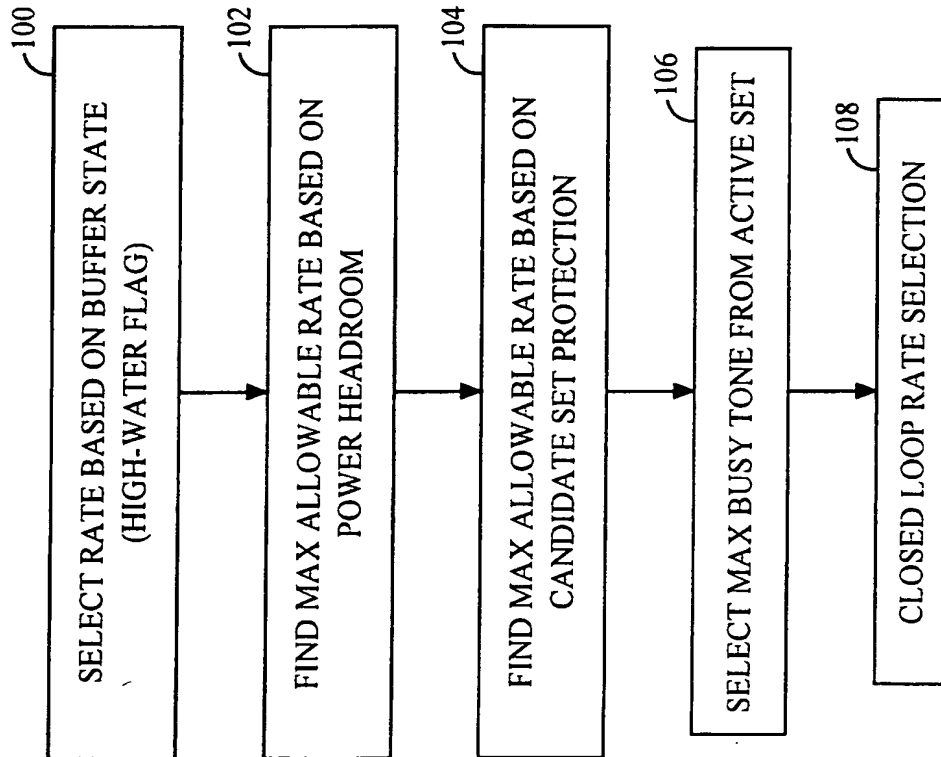 100
SELECT RATE BASED ON BUFFER STATE
(HIGH-WATER FLAG)
102
FIND MAX ALLOWABLE RATE BASED ON
POWER HEADROOM
104
FIND MAX ALLOWABLE RATE BASED ON
CANDIDATE SET PROTECTION
106
SELECT MAX BUSY TONE FROM ACTIVE SET
108
CLOSED LOOP RATE SELECTION